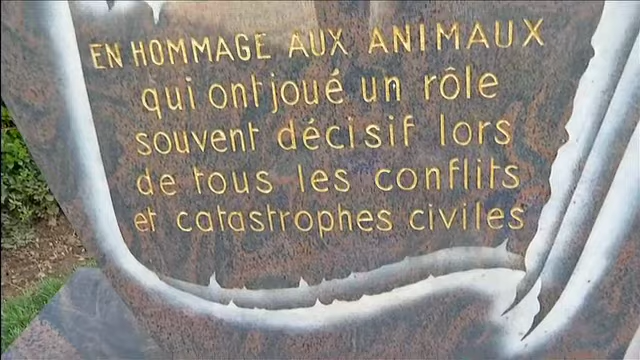 EN HOMMAGE AUX ANIMAUX
qui ont joué un rôle
souvent décisif lors
de tous les conflits
et catastrophes civiles